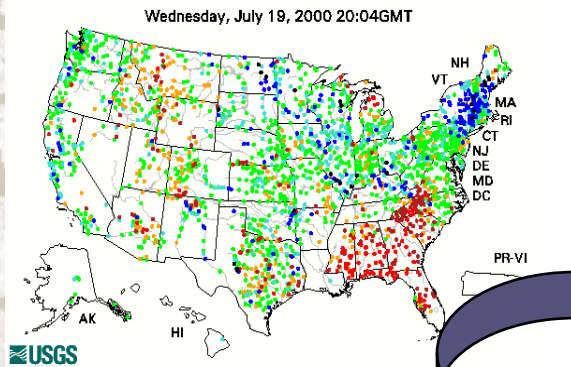 Wednesday, July 19, 2000 20:04GMT
NH
VT
MA
RI
CT
NJ
DE
MD
DC
PR-VI
AK
HI
USGS